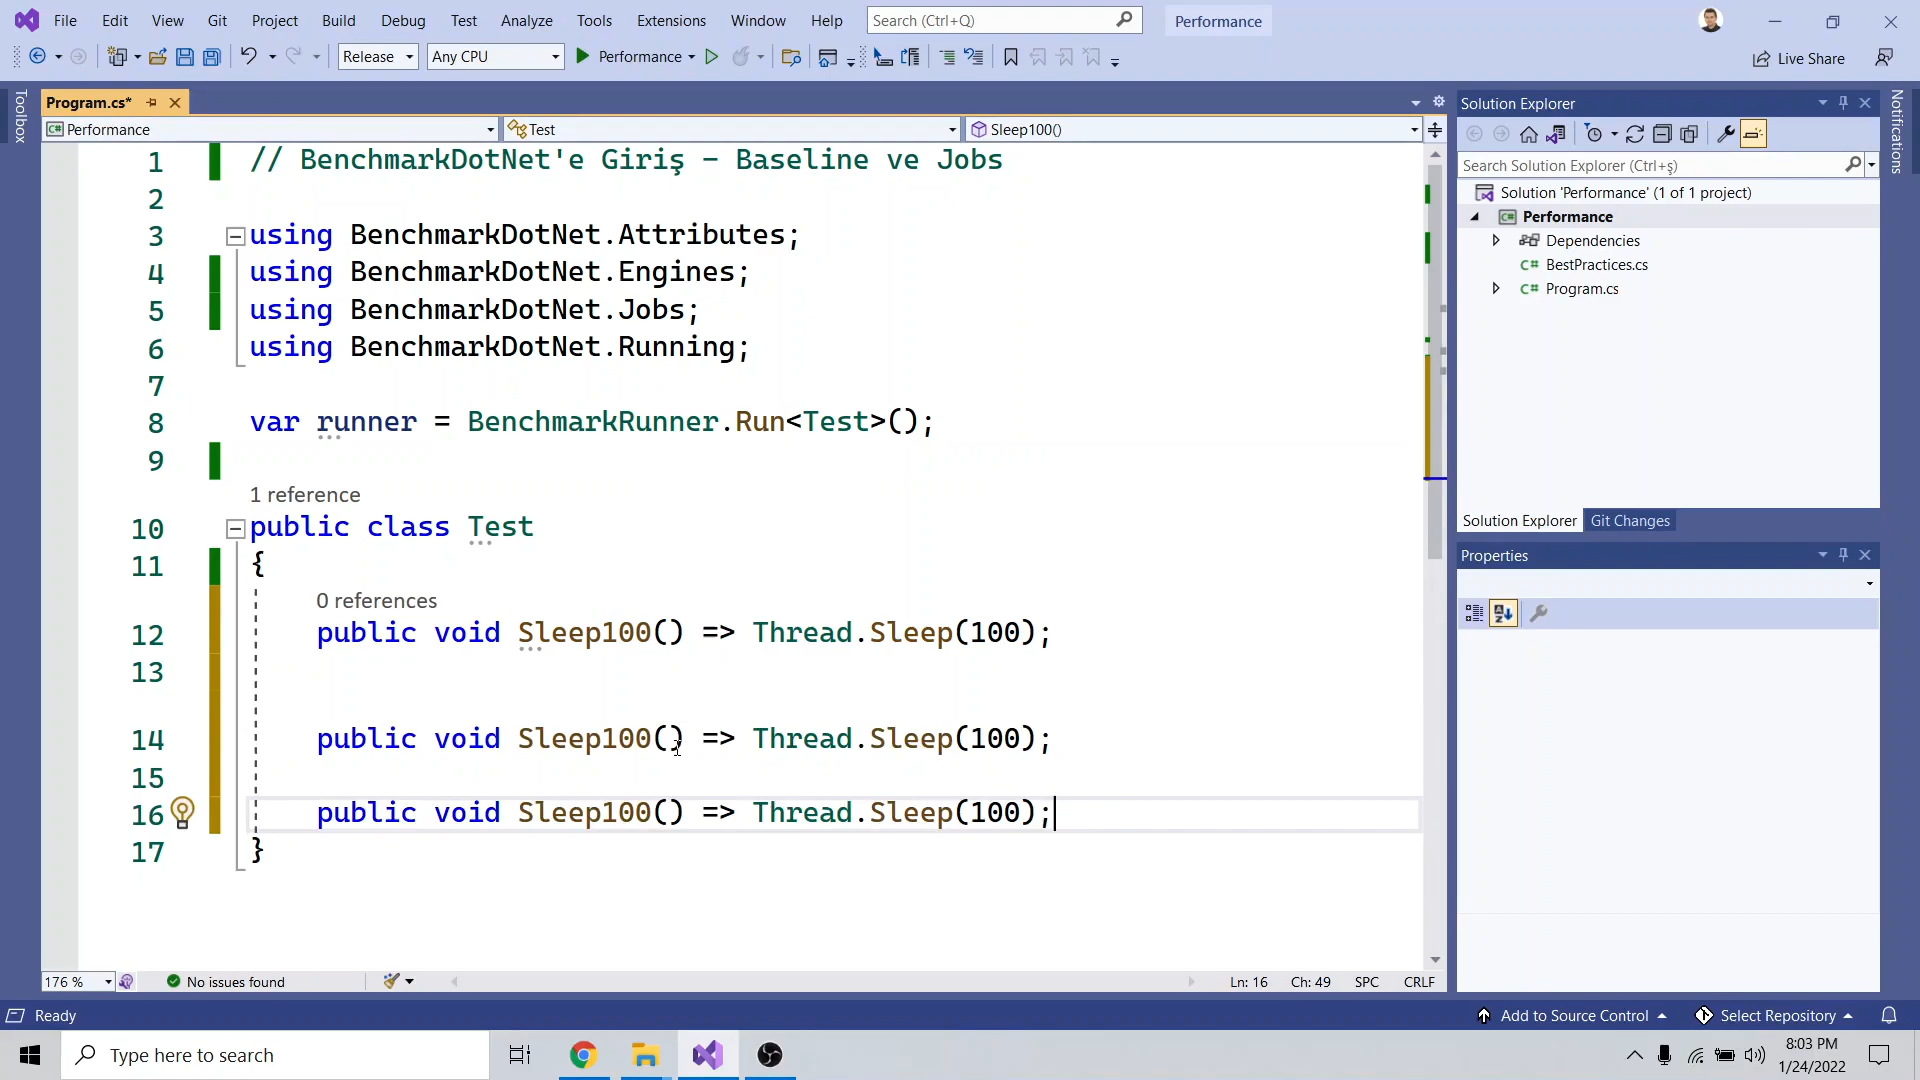 File Edit View Git Project Build Debug Test Analyze Tools Extensions Window Help Search (Ctrl+Q) Performance
Release Any CPU Performance Live Share
Toolbox
Program.cs*
Performance Test Sleep100()
1 // BenchmarkDotNet'e Giriş - Baseline ve Jobs
2
3 using BenchmarkDotNet.Attributes;
4 using BenchmarkDotNet.Engines;
5 using BenchmarkDotNet.Jobs;
6 using BenchmarkDotNet.Running;
7
8 var runner = BenchmarkRunner.Run<Test>();
9
1 reference
10 public class Test
11 {
0 references
12 public void Sleep100() => Thread.Sleep(100);
13
14 public void Sleep100() => Thread.Sleep(100);
15
16 public void Sleep100() => Thread.Sleep(100);
17 }
176 % No issues found Ln: 16 Ch: 49 SPC CRLF
Solution Explorer
Search Solution Explorer (Ctrl+ş)
Solution 'Performance' (1 of 1 project)
C# Performance
Dependencies
C# BestPractices.cs
C# Program.cs
Solution Explorer Git Changes
Properties
Notifications
Ready Add to Source Control Select Repository
Type here to search
8:03 PM
1/24/2022